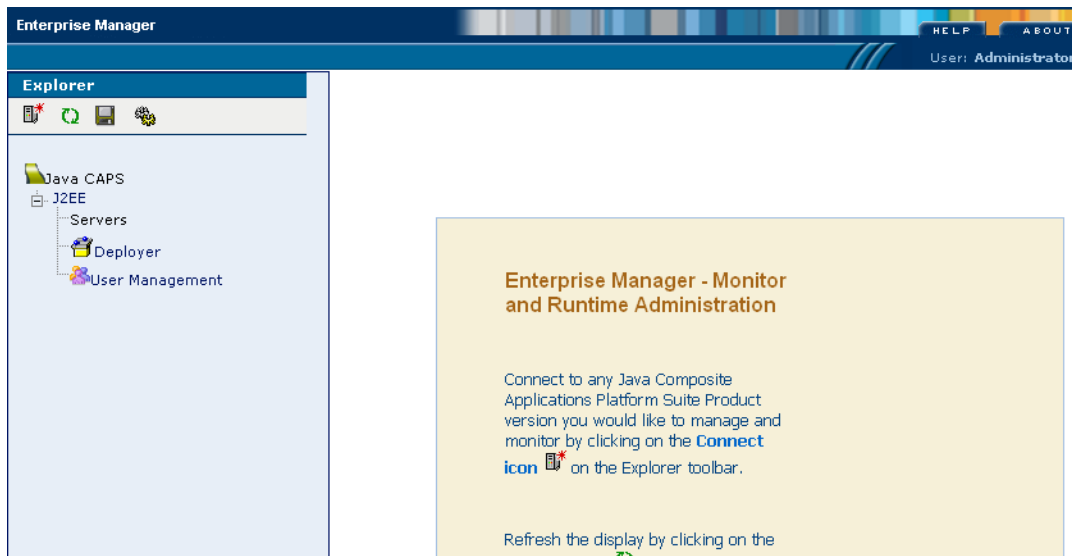 Enterprise Manager
HELP
ABOUT
User: Administrator
Explorer
Java CAPS
J2EE
Servers
Deployer
User Management
Enterprise Manager - Monitor
and Runtime Administration
Connect to any Java Composite
Applications Platform Suite Product
version you would like to manage and
monitor by clicking on the Connect
icon on the Explorer toolbar.
Refresh the display by clicking on the